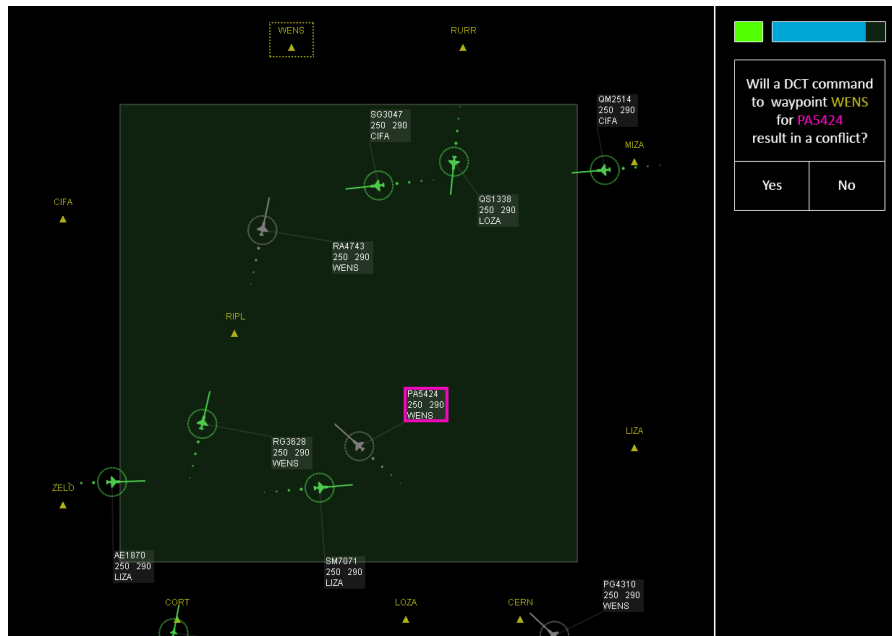 WENS
RURR
SG3047
250 290
CIFA
QM2514
250 290
CIFA
MIZA
CIFA
QS1338
250 290
LOZA
RA4743
250 290
WENS
RIPL
PA5424
250 290
WENS
RG3628
250 290
WENS
LIZA
ZELO
AE1870
250 290
LIZA
SM7071
250 290
LIZA
CORT
LOZA
CERN
PG4310
250 290
WENS
Will a DCT command
to waypoint WENS
for PA5424
result in a conflict?
Yes
No